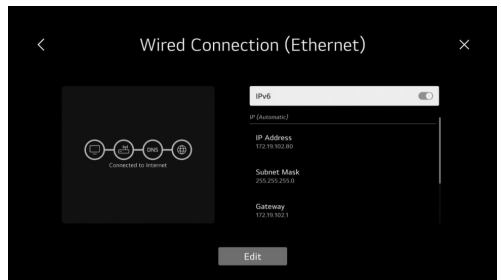 Wired Connection (Ethernet)
IPv6
IP (Automatic)
IP Address
172.19.102.80
DNS
Connected to Internet
Subnet Mask
255.255.255.0
Gateway
172.19.102.1
Edit